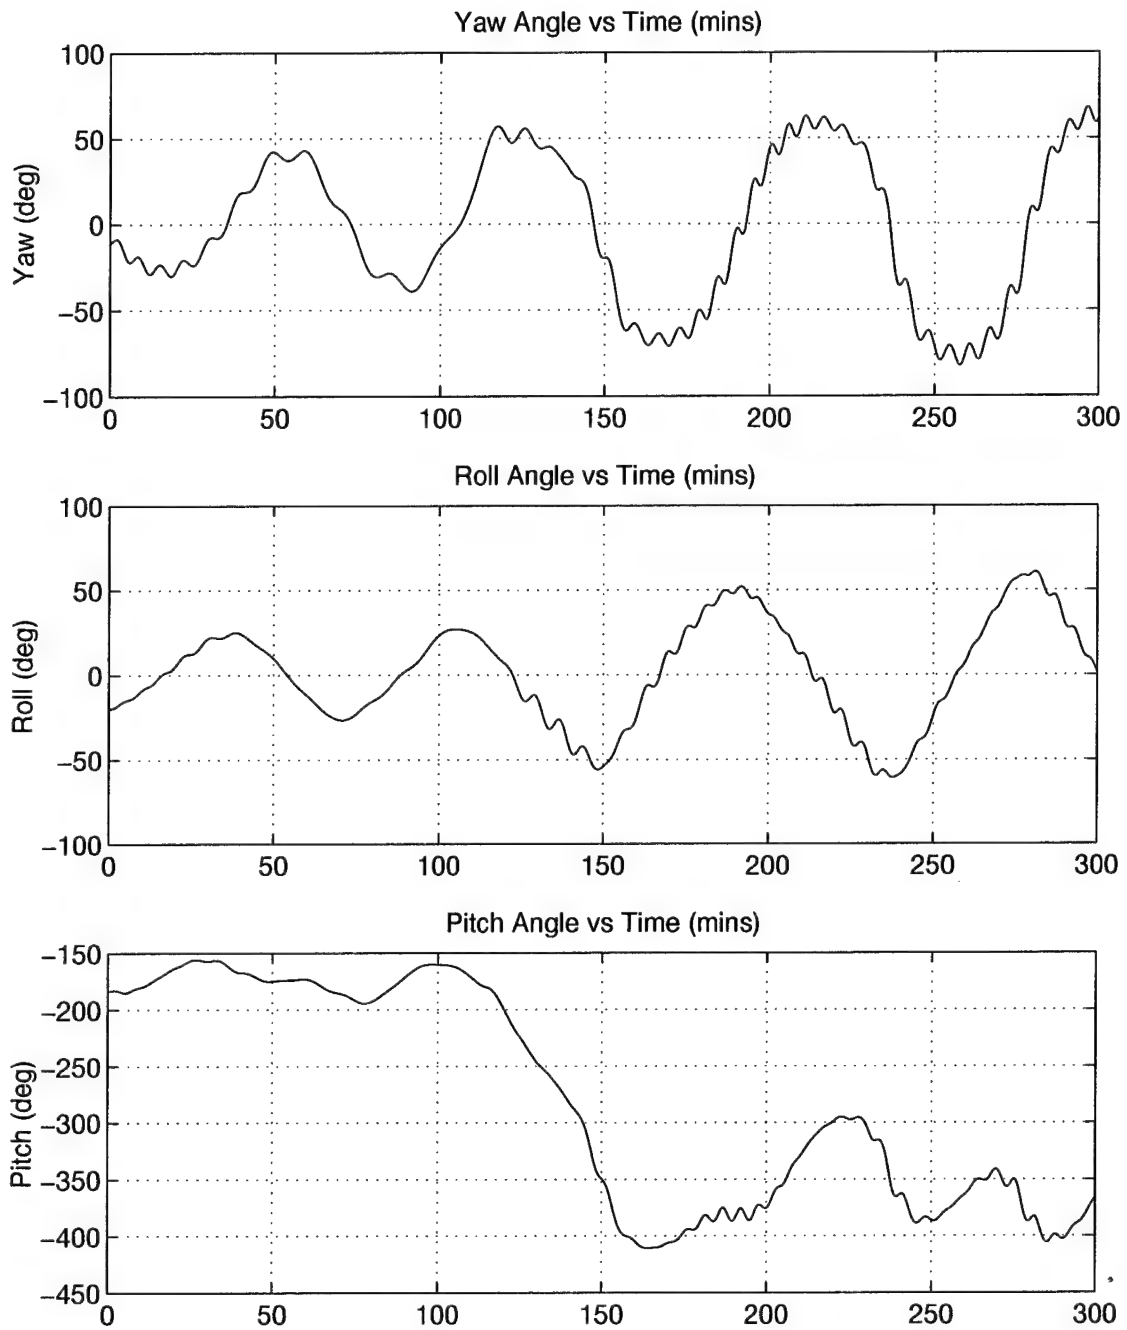 Yaw Angle vs Time (mins)
100
50
0
−50
−100
Yaw (deg)
0 50 100 150 200 250 300
Roll Angle vs Time (mins)
100
50
0
−50
−100
Roll (deg)
0 50 100 150 200 250 300
Pitch Angle vs Time (mins)
−150
−200
−250
−300
−350
−400
−450
Pitch (deg)
0 50 100 150 200 250 300